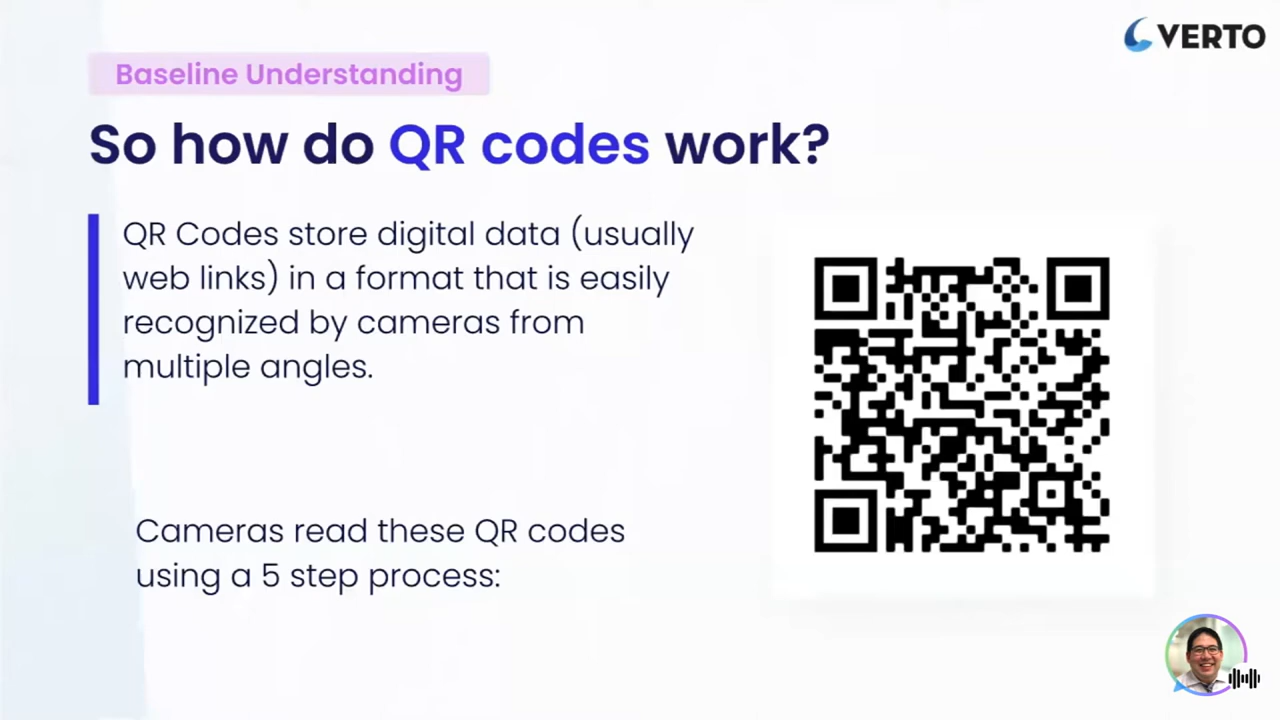 VERTO
Baseline Understanding
So how do QR codes work?
QR Codes store digital data (usually
web links) in a format that is easily
recognized by cameras from
multiple angles.
Cameras read these QR codes
using a 5 step process: